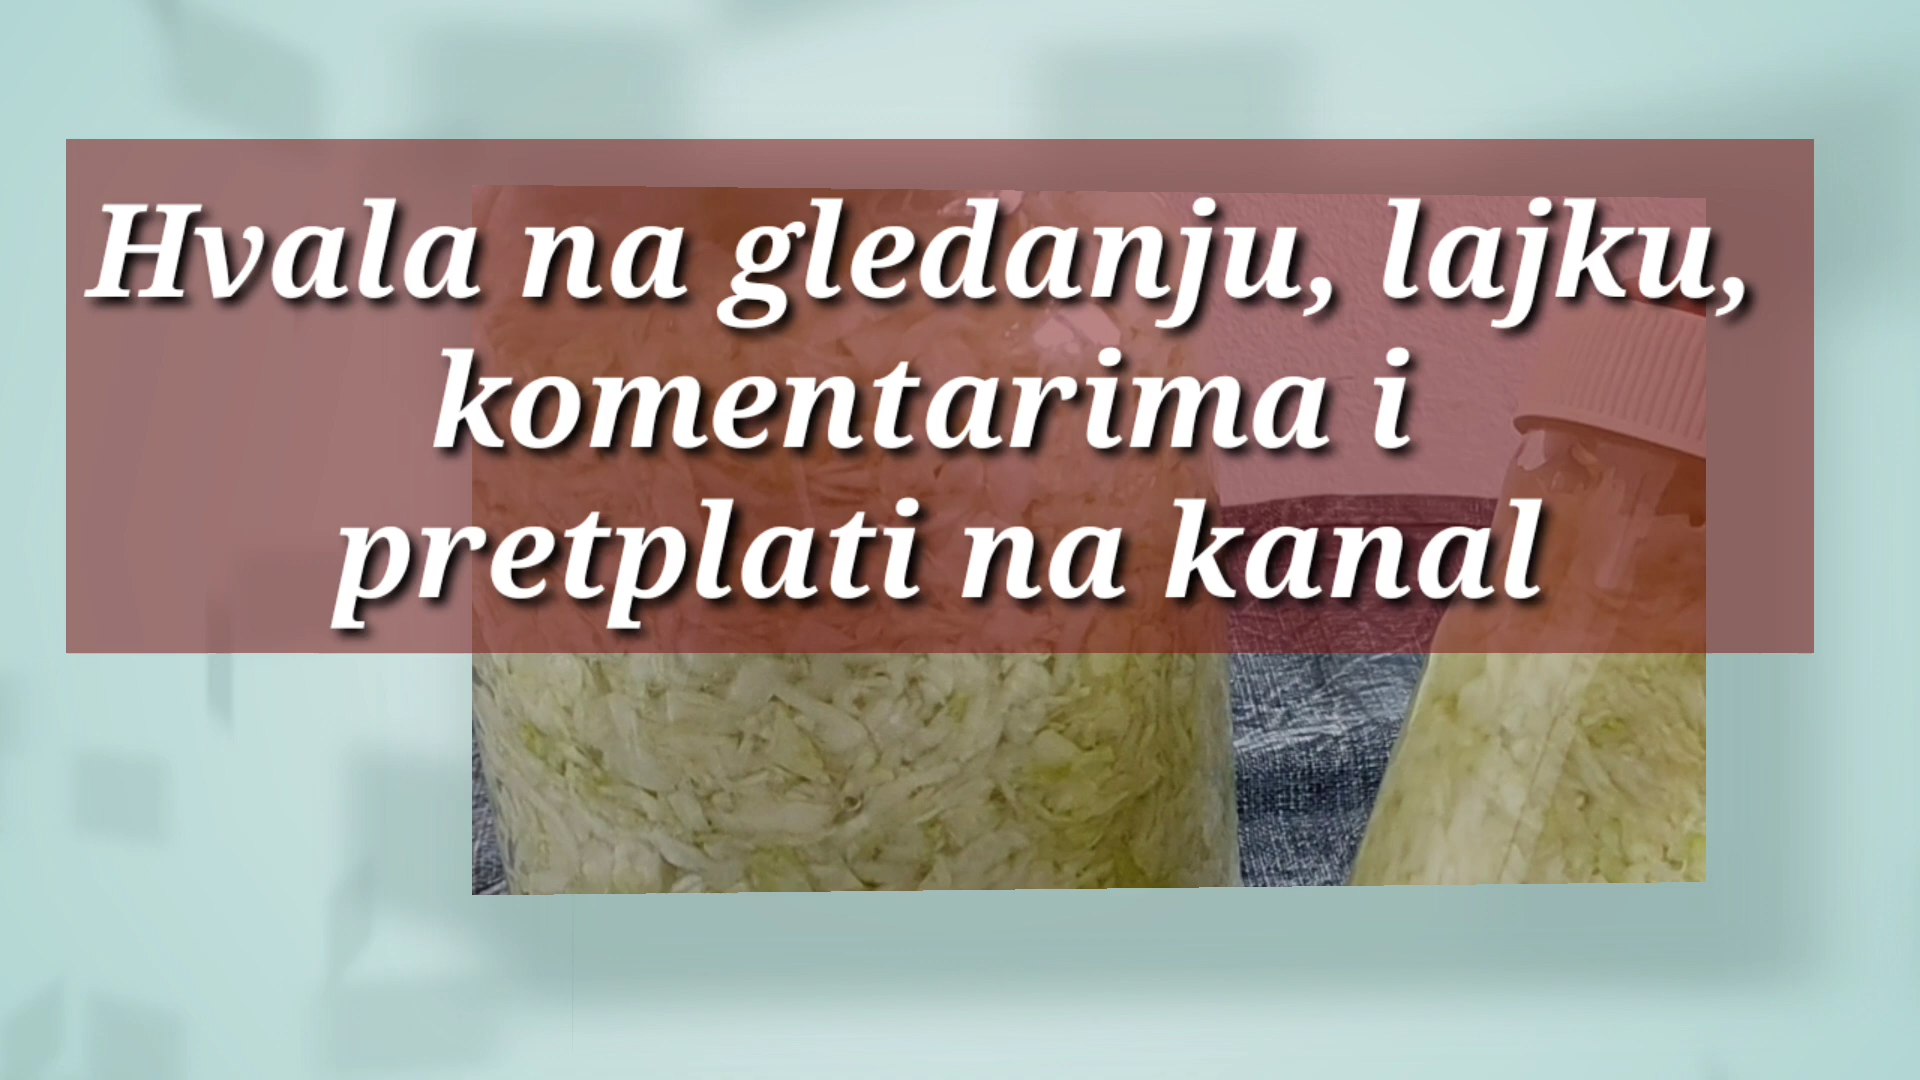 Hvala na gledanju, lajku,
komentarima i
pretplati na kanal